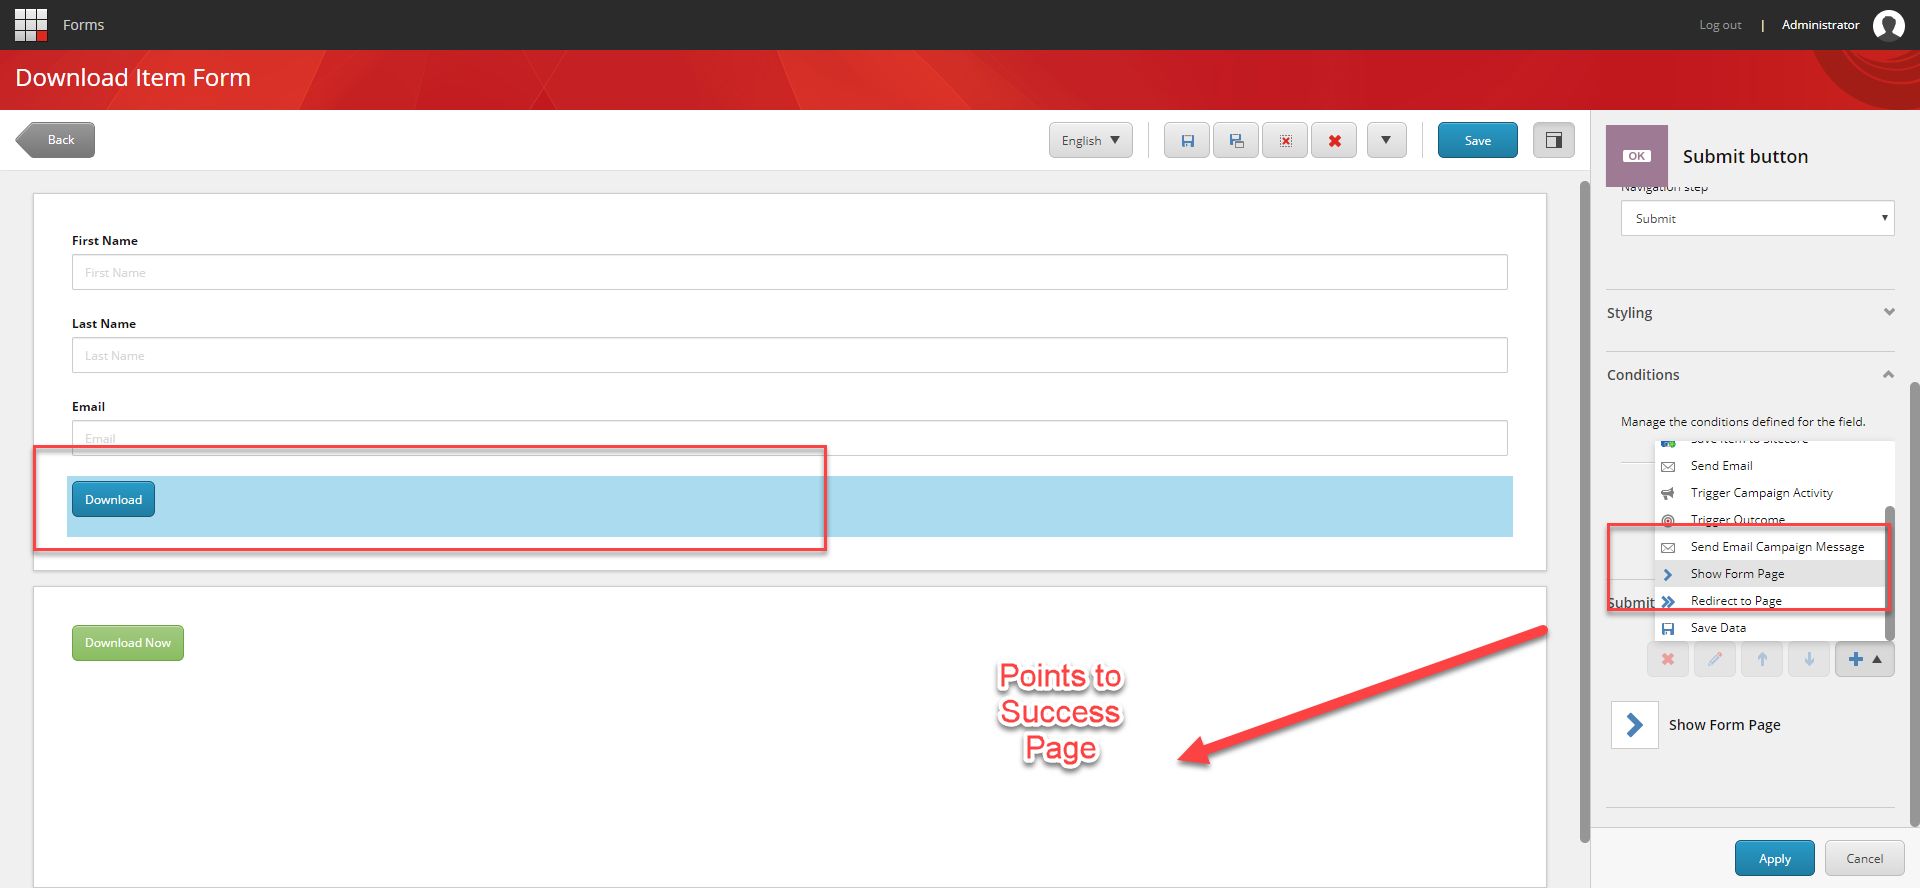 Forms
Log out | Administrator
Download Item Form
Back
English
Save
OK
Submit button
Navigation step
Submit
First Name
First Name
Last Name
Last Name
Email
Email
Download
Download Now
Points to
Success
Page
Styling
Conditions
Manage the conditions defined for the field.
Save Item to Sitecore
Send Email
Trigger Campaign Activity
Trigger Outcome
Send Email Campaign Message
Show Form Page
Submit
Redirect to Page
Save Data
Show Form Page
Apply
Cancel